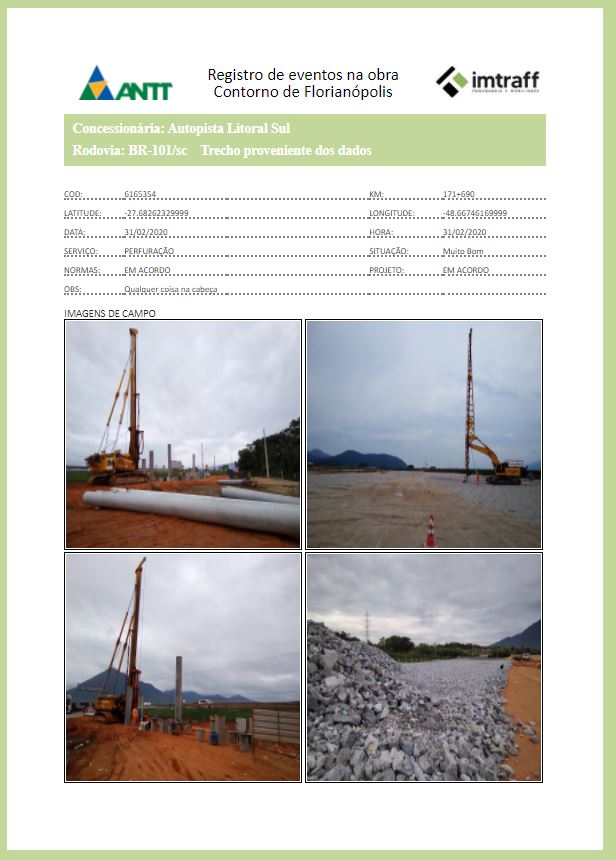 ANTT
Registro de eventos na obra
Contorno de Florianópolis
imtraff
ENGENHARIA E MOBILIDADE
Concessionária: Autopista Litoral Sul
Rodovia: BR-101/sc Trecho proveniente dos dados
COD: 6165354 KM: 171+690
LATITUDE: -27.68262329999 LONGITUDE: -48.66746169999
DATA: 31/02/2020 HORA: 31/02/2020
SERVIÇO: PERFURAÇÃO SITUAÇÃO: Muito Bom
NORMAS: EM ACORDO PROJETO: EM ACORDO
OBS: Qualquer coisa na cabeça
IMAGENS DE CAMPO